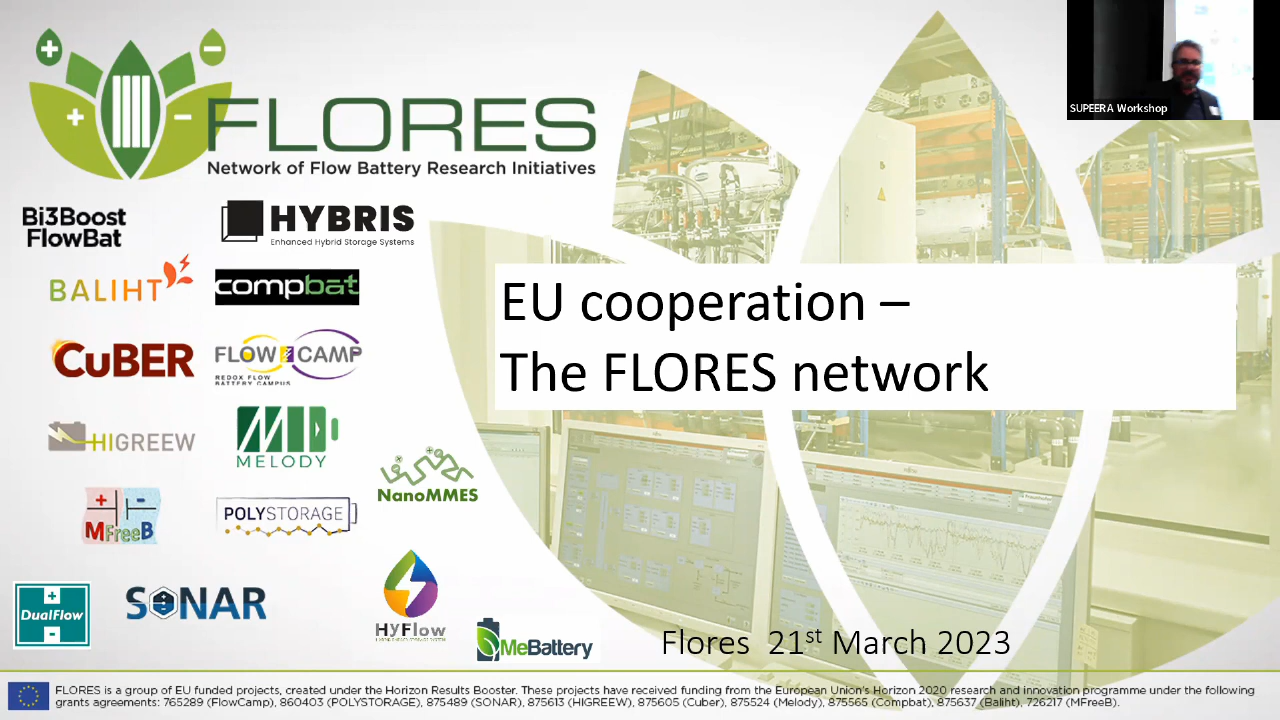 SUPEERA Workshop
FLORES
Network of Flow Battery Research Initiatives
Bi3Boost
FlowBat
HYBRIS
Enhanced Hybrid Storage Systems
BALIHT
compbat
CuBER
FLOW CAMP
REDOX FLOW
BATTERY CAMPUS
HIGREEW
MELODY
NanoMMES
MFreeB
POLYSTORAGE
DualFlow
SONAR
HyFlow
MeBattery
EU cooperation –
The FLORES network
Flores 21st March 2023
FLORES is a group of EU funded projects, created under the Horizon Results Booster. These projects have received funding from the European Union's Horizon 2020 research and innovation programme under the following
grants agreements: 765289 (FlowCamp), 860403 (POLYSTORAGE), 875489 (SONAR), 875613 (HIGREEW), 875605 (Cuber), 875524 (Melody), 875565 (Compbat), 875637 (Baliht), 726217 (MFreeB).